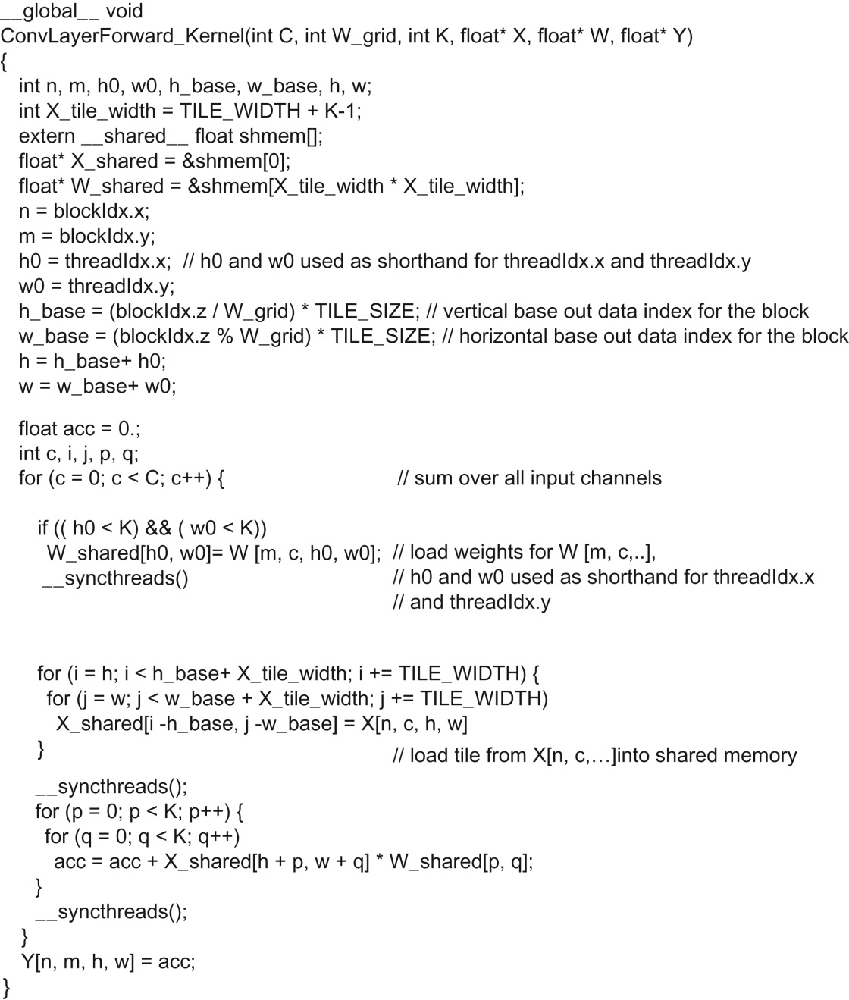 __global__ void
ConvLayerForward_Kernel(int C, int W_grid, int K, float* X, float* W, float* Y)
{
int n, m, h0, w0, h_base, w_base, h, w;
int X_tile_width = TILE_WIDTH + K-1;
extern __shared__ float shmem[];
float* X_shared = &shmem[0];
float* W_shared = &shmem[X_tile_width * X_tile_width];
n = blockIdx.x;
m = blockIdx.y;
h0 = threadIdx.x; // h0 and w0 used as shorthand for threadIdx.x and threadIdx.y
w0 = threadIdx.y;
h_base = (blockIdx.z / W_grid) * TILE_SIZE; // vertical base out data index for the block
w_base = (blockIdx.z % W_grid) * TILE_SIZE; // horizontal base out data index for the block
h = h_base+ h0;
w = w_base+ w0;
float acc = 0.;
int c, i, j, p, q;
for (c = 0; c < C; c++) { // sum over all input channels
if (( h0 < K) && ( w0 < K))
W_shared[h0, w0]= W [m, c, h0, w0]; // load weights for W [m, c,..],
__syncthreads() // h0 and w0 used as shorthand for threadIdx.x
// and threadIdx.y
for (i = h; i < h_base+ X_tile_width; i += TILE_WIDTH) {
for (j = w; j < w_base + X_tile_width; j += TILE_WIDTH)
X_shared[i -h_base, j -w_base] = X[n, c, h, w]
}
// load tile from X[n, c,…]into shared memory
__syncthreads();
for (p = 0; p < K; p++) {
for (q = 0; q < K; q++)
acc = acc + X_shared[h + p, w + q] * W_shared[p, q];
}
__syncthreads();
}
Y[n, m, h, w] = acc;
}